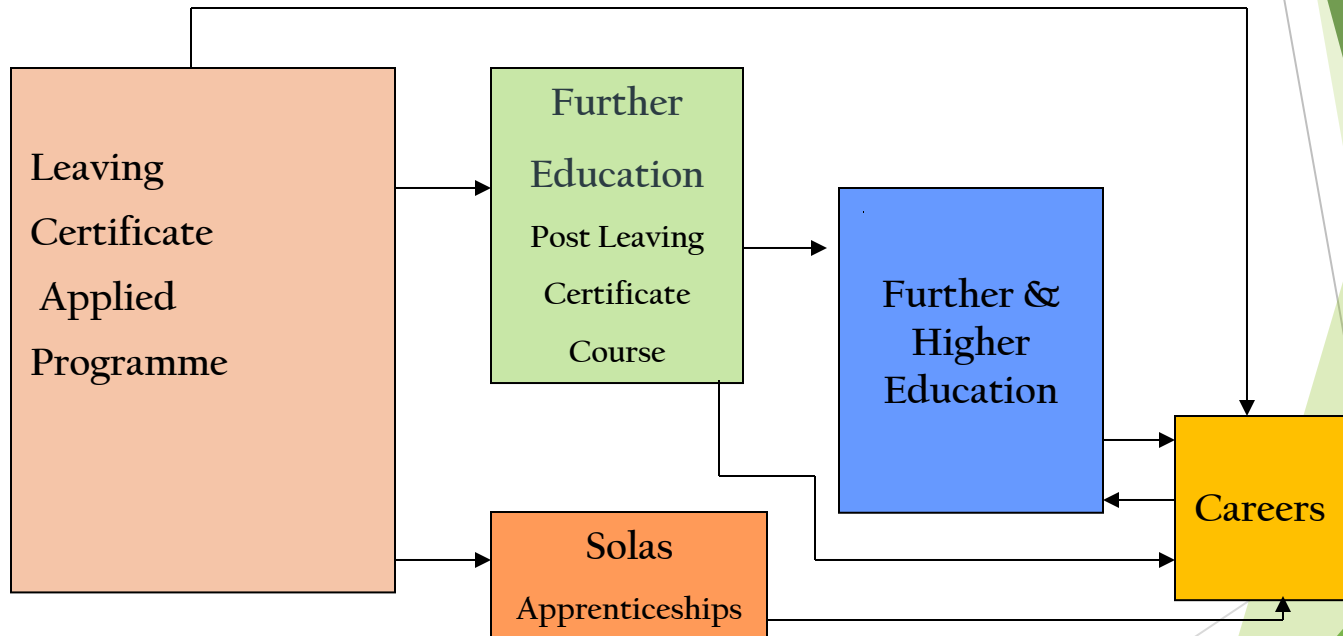 Leaving
Certificate
Applied
Programme
Further
Education
Post Leaving
Certificate
Course
Further &
Higher
Education
Careers
Solas
Apprenticeships